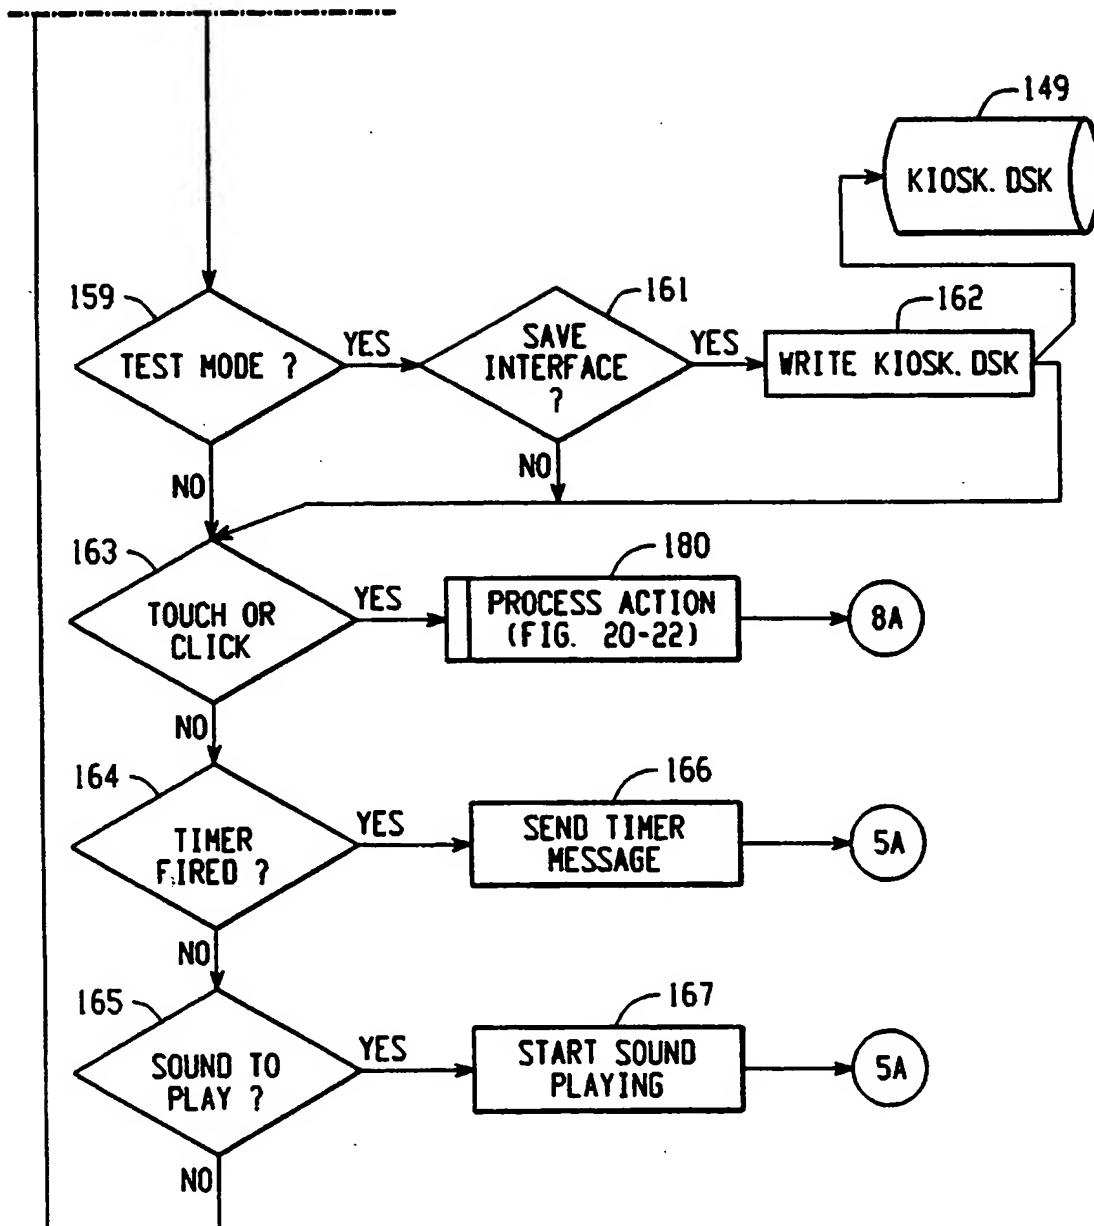 149
KIOSK. DSK
159
TEST MODE ?
YES
161
SAVE
INTERFACE
?
YES
162
WRITE KIOSK. DSK
NO
NO
163
TOUCH OR
CLICK
YES
180
PROCESS ACTION
(FIG. 20-22)
8A
NO
164
TIMER
FIRED ?
YES
166
SEND TIMER
MESSAGE
5A
NO
165
SOUND TO
PLAY ?
YES
167
START SOUND
PLAYING
5A
NO